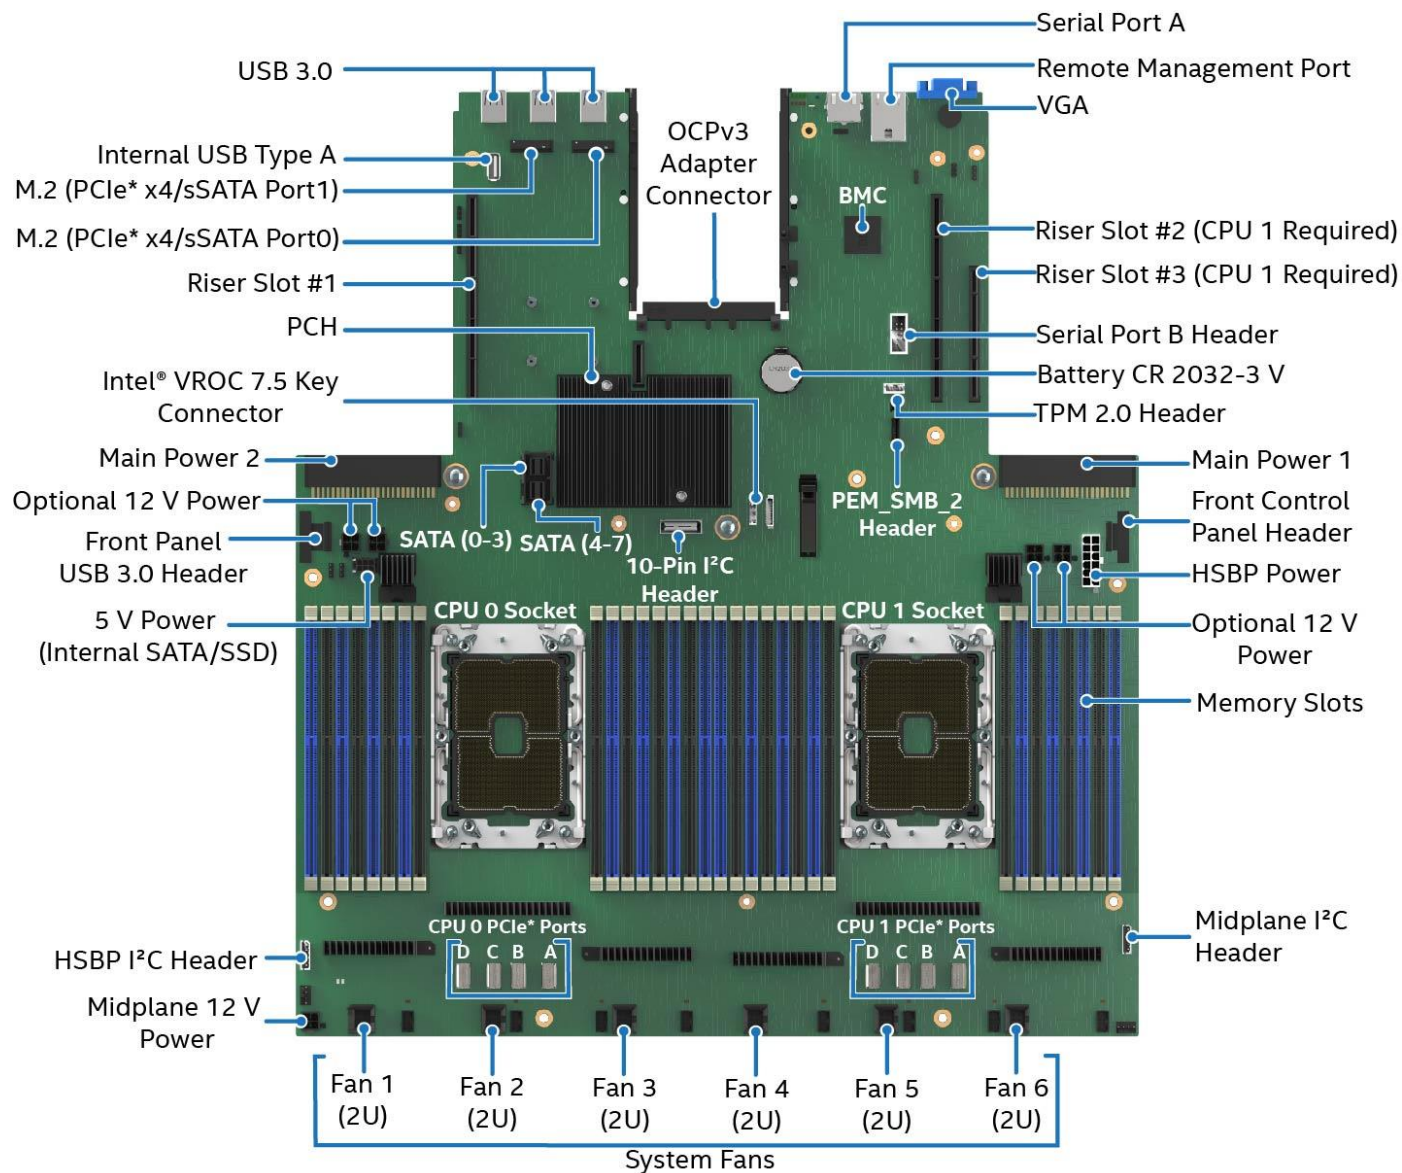 Serial Port A
Remote Management Port
VGA
USB 3.0
OCPv3
Adapter
Connector
Internal USB Type A
M.2 (PCIe* x4/sSATA Port1)
M.2 (PCIe* x4/sSATA Port0)
Riser Slot #1
PCH
Intel® VROC 7.5 Key
Connector
BMC
Riser Slot #2 (CPU 1 Required)
Riser Slot #3 (CPU 1 Required)
Serial Port B Header
Battery CR 2032-3 V
TPM 2.0 Header
Main Power 2
Optional 12 V Power
Front Panel
USB 3.0 Header
5 V Power
(Internal SATA/SSD)
SATA (0-3)
SATA (4-7)
10-Pin I²C
Header
PEM_SMB_2
Header
Main Power 1
Front Control
Panel Header
HSBP Power
Optional 12 V
Power
Memory Slots
CPU 0 Socket
CPU 1 Socket
CPU 0 PCIe* Ports
D C B A
CPU 1 PCIe* Ports
D C B A
HSBP I²C Header
Midplane 12 V
Power
Midplane I²C
Header
Fan 1
(2U)
Fan 2
(2U)
Fan 3
(2U)
Fan 4
(2U)
Fan 5
(2U)
Fan 6
(2U)
System Fans